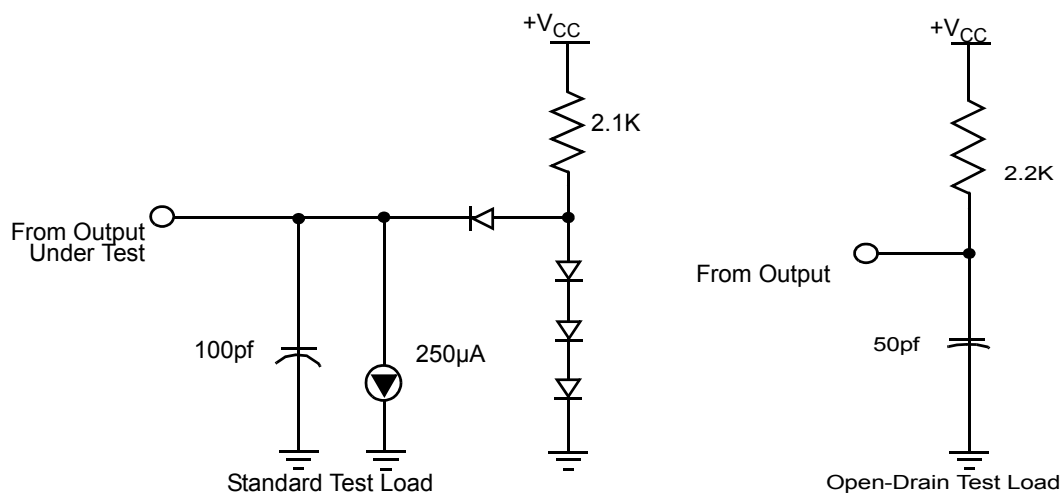 +VCC
2.1K
From Output
Under Test
100pf
250µA
Standard Test Load
+VCC
2.2K
From Output
50pf
Open-Drain Test Load